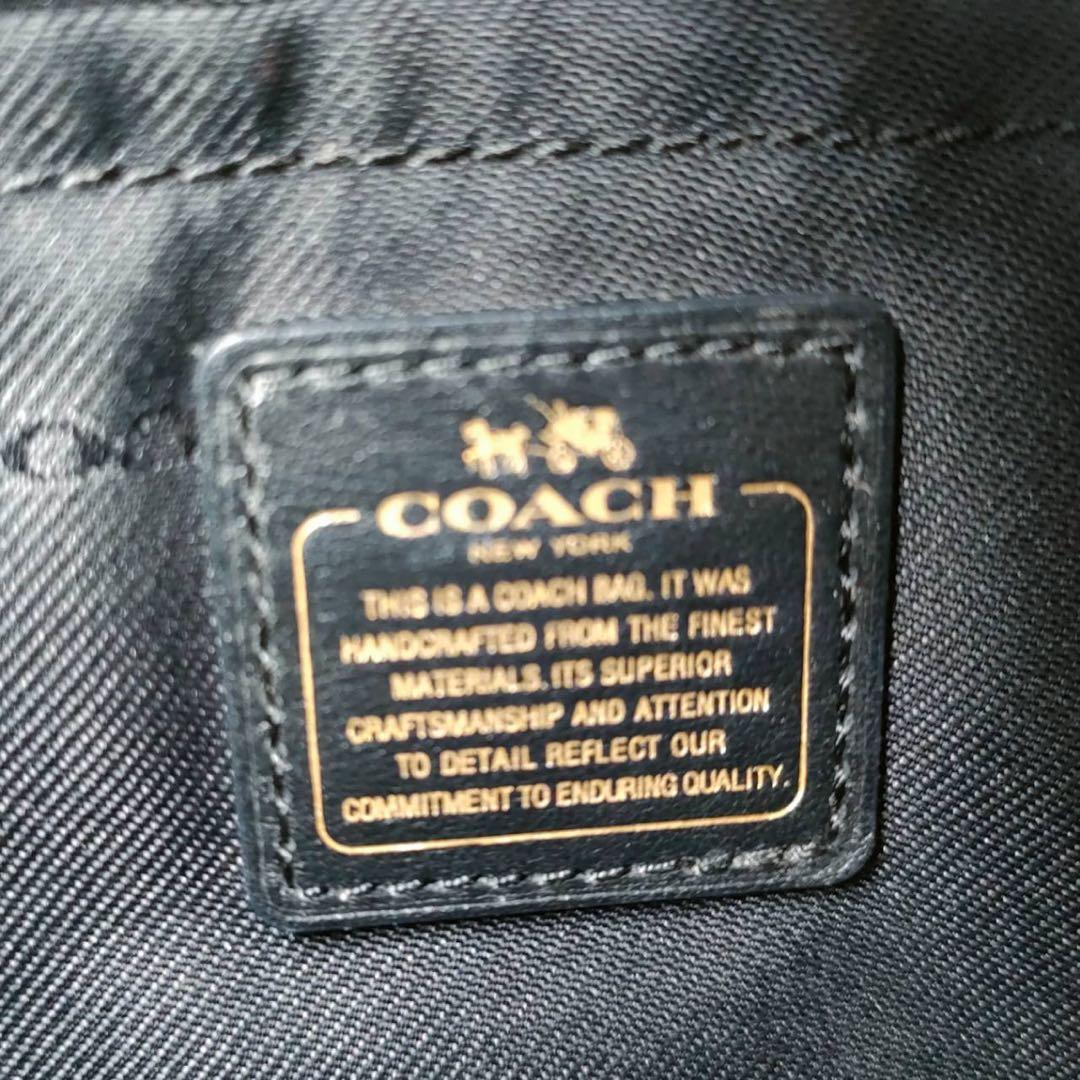 COACH
NEW YORK
THIS IS A COACH BAG. IT WAS
HANDCRAFTED FROM THE FINEST
MATERIALS. ITS SUPERIOR
CRAFTSMANSHIP AND ATTENTION
TO DETAIL REFLECT OUR
COMMITMENT TO ENDURING QUALITY.